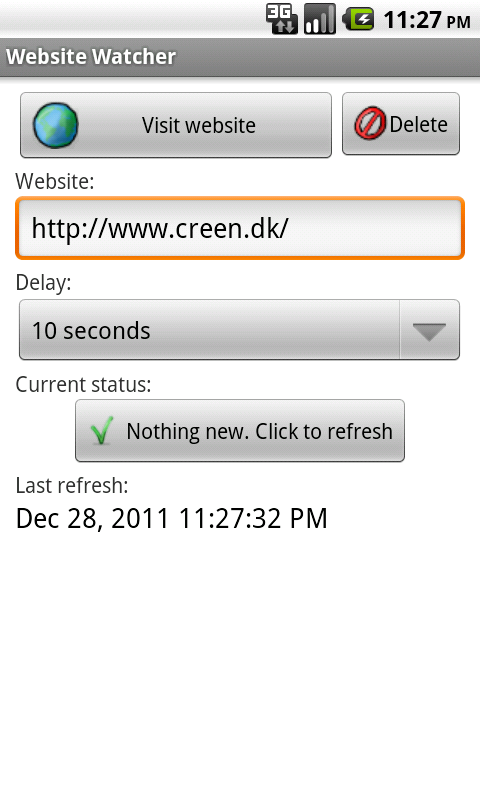 3G 11:27 PM
Website Watcher
Visit website Delete
Website:
http://www.creen.dk/
Delay:
10 seconds
Current status:
Nothing new. Click to refresh
Last refresh:
Dec 28, 2011 11:27:32 PM